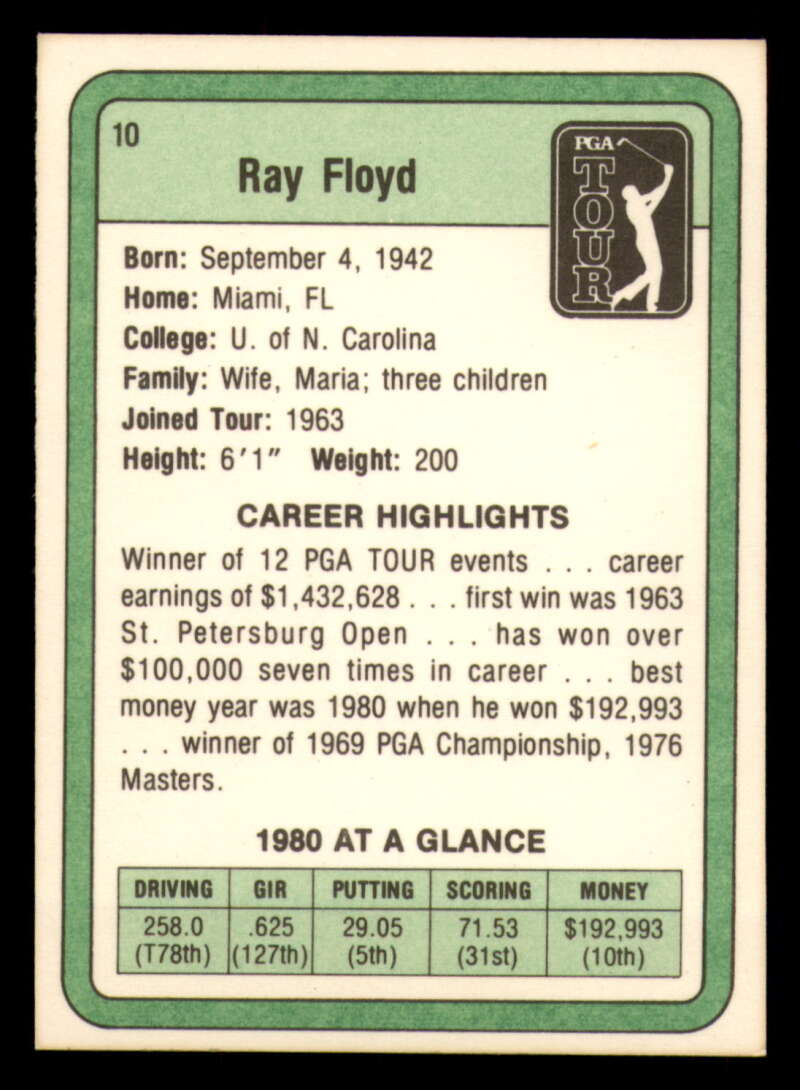 10
Ray Floyd
PGA
TOUR
Born: September 4, 1942
Home: Miami, FL
College: U. of N. Carolina
Family: Wife, Maria; three children
Joined Tour: 1963
Height: 6'1" Weight: 200
CAREER HIGHLIGHTS
Winner of 12 PGA TOUR events . . . career
earnings of $1,432,628 . . . first win was 1963
St. Petersburg Open . . . has won over
$100,000 seven times in career . . . best
money year was 1980 when he won $192,993
. . . winner of 1969 PGA Championship, 1976
Masters.
1980 AT A GLANCE
DRIVING GIR PUTTING SCORING MONEY
258.0 .625 29.05 71.53 $192,993
(T78th) (127th) (5th) (31st) (10th)